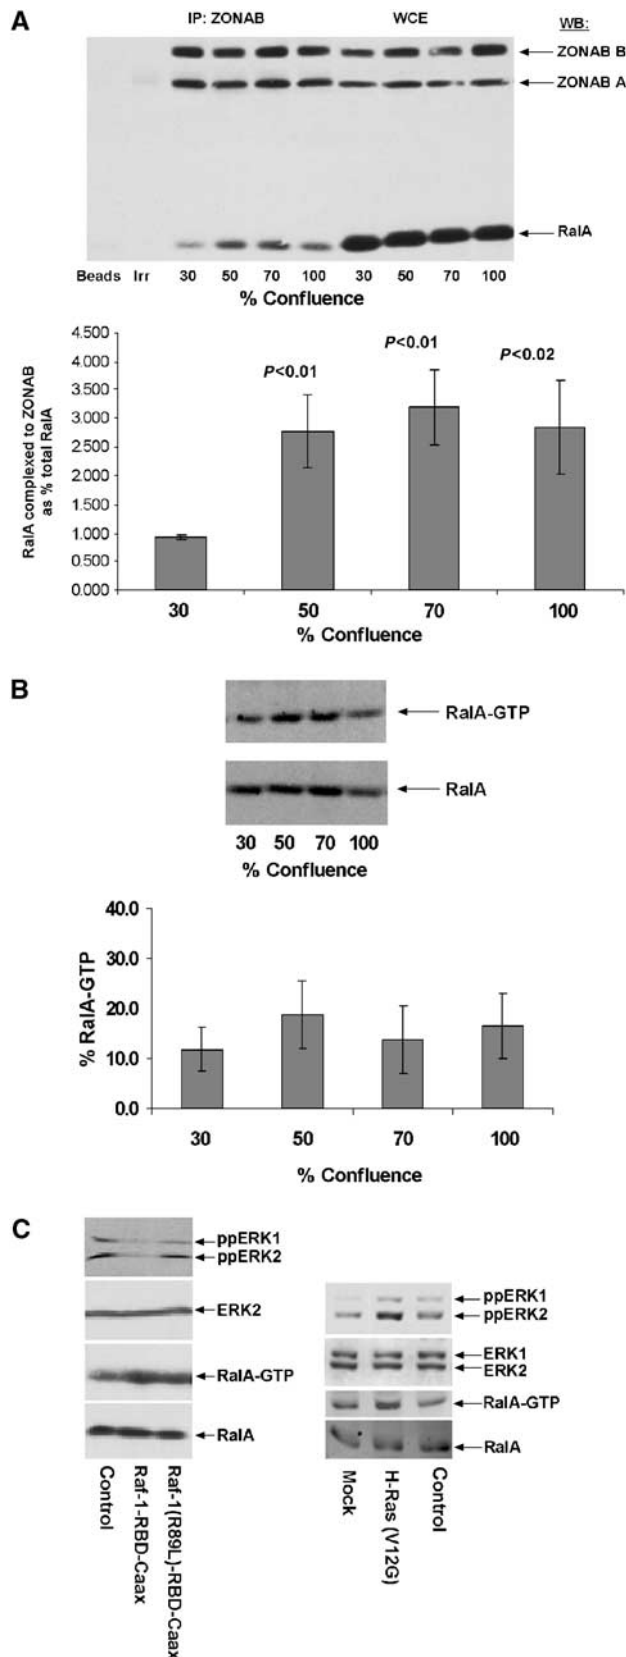 A
IP: ZONAB WCE WB:
ZONAB B
ZONAB A
RalA
Beads Irr 30 50 70 100 30 50 70 100
% Confluence
RalA complexed to ZONAB
as % total RalA
4.500
4.000
3.500
3.000
2.500
2.000
1.500
1.000
0.500
0.000
P<0.01
P<0.01
P<0.02
30 50 70 100
% Confluence
B
RalA-GTP
RalA
30 50 70 100
% Confluence
% RalA-GTP
40.0
30.0
20.0
10.0
0.0
30 50 70 100
% Confluence
C
ppERK1
ppERK2
ERK2
RalA-GTP
RalA
Control
Raf-1-RBD-Caax
Raf-1(R89L)-RBD-Caax
ppERK1
ppERK2
ERK1
ERK2
RalA-GTP
RalA
Mock
H-Ras (V12G)
Control